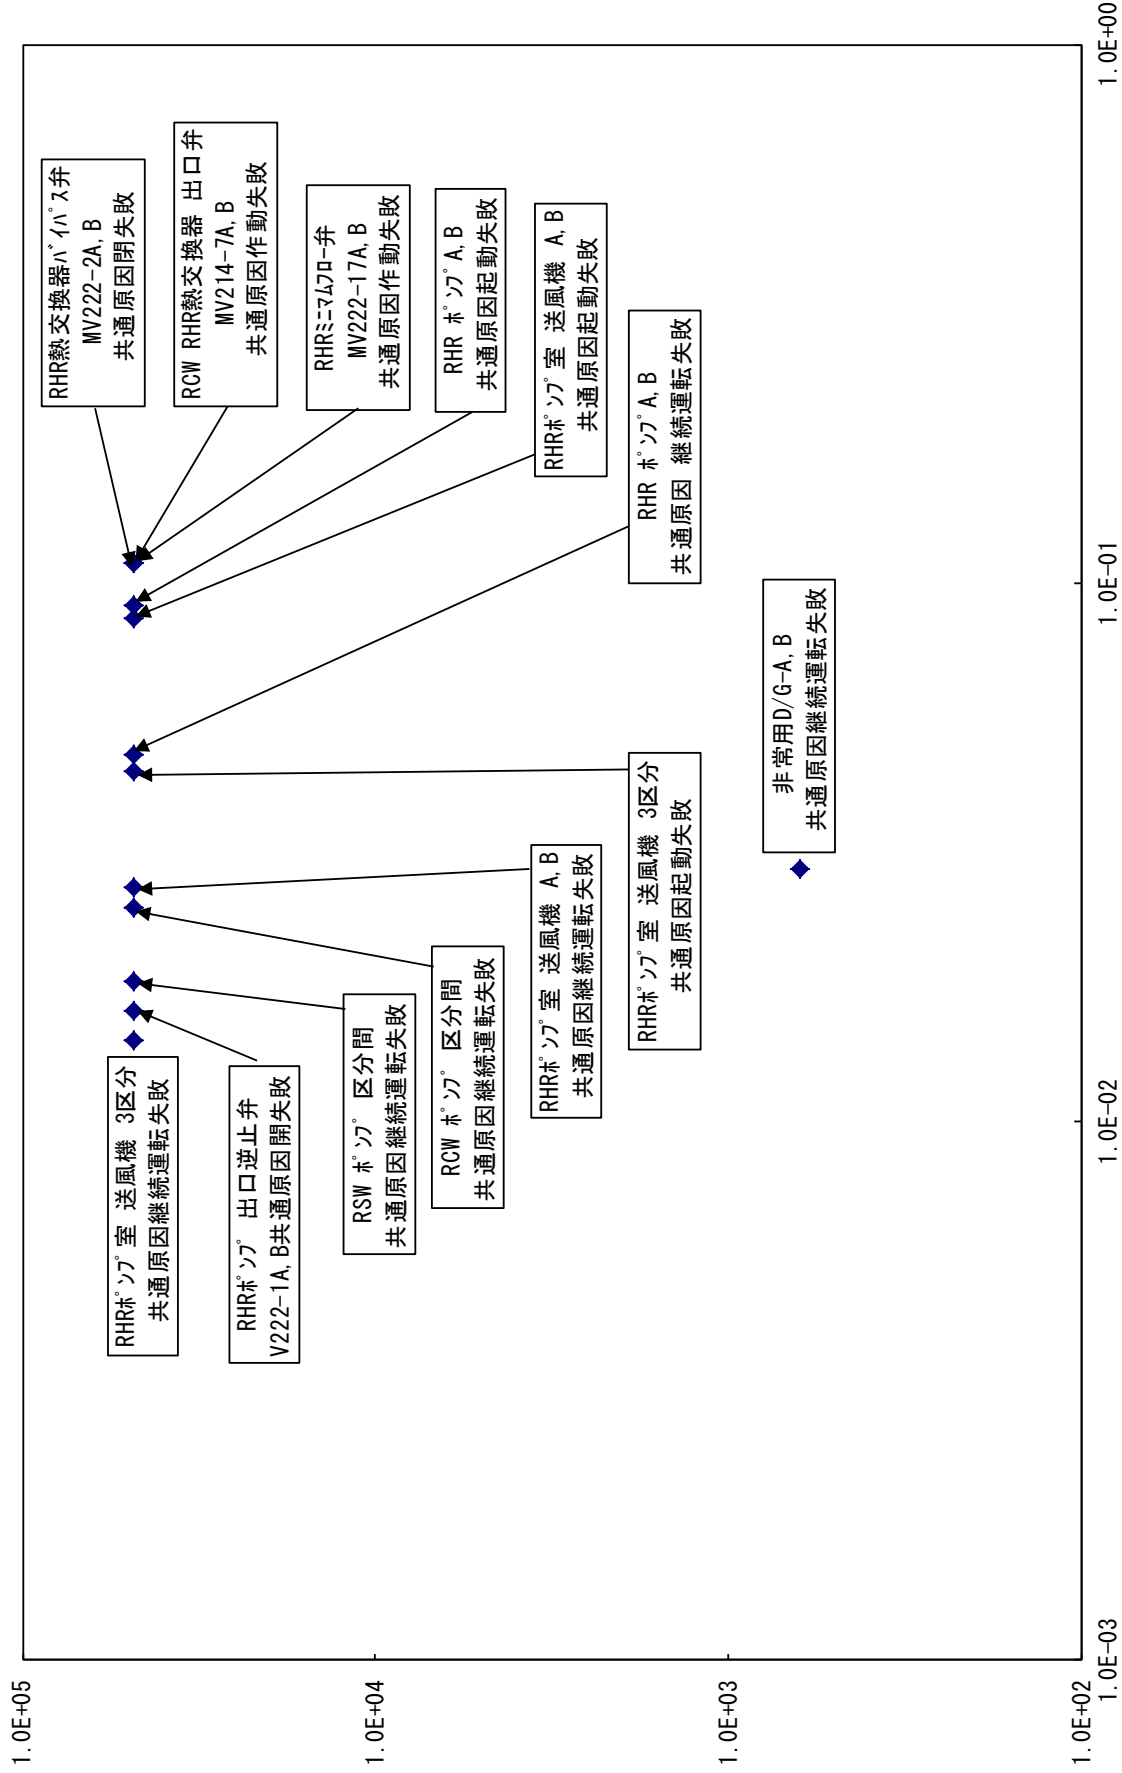 1.0E+05
1.0E+04
1.0E+03
1.0E+02
1.0E-03
1.0E-02
1.0E-01
1.0E+00
RHRﾎﾟﾝﾌﾟ室 送風機 3区分
共通原因継続運転失敗
RHRﾎﾟﾝﾌﾟ 出口逆止弁
V222-1A,B共通原因開失敗
RSW ﾎﾟﾝﾌﾟ 区分間
共通原因継続運転失敗
RCW ﾎﾟﾝﾌﾟ 区分間
共通原因継続運転失敗
RHRﾎﾟﾝﾌﾟ室 送風機 A,B
共通原因継続運転失敗
RHRﾎﾟﾝﾌﾟ室 送風機 3区分
共通原因起動失敗
非常用D/G-A,B
共通原因継続運転失敗
RHR ﾎﾟﾝﾌﾟA,B
共通原因 継続運転失敗
RHRﾎﾟﾝﾌﾟ室 送風機 A,B
共通原因起動失敗
RHR ﾎﾟﾝﾌﾟA,B
共通原因起動失敗
RHRﾐﾆﾏﾑﾌﾛｰ弁
MV222-17A,B
共通原因作動失敗
RCW RHR熱交換器 出口弁
MV214-7A,B
共通原因作動失敗
RHR熱交換器ﾊﾞｲﾊﾟｽ弁
MV222-2A,B
共通原因閉失敗